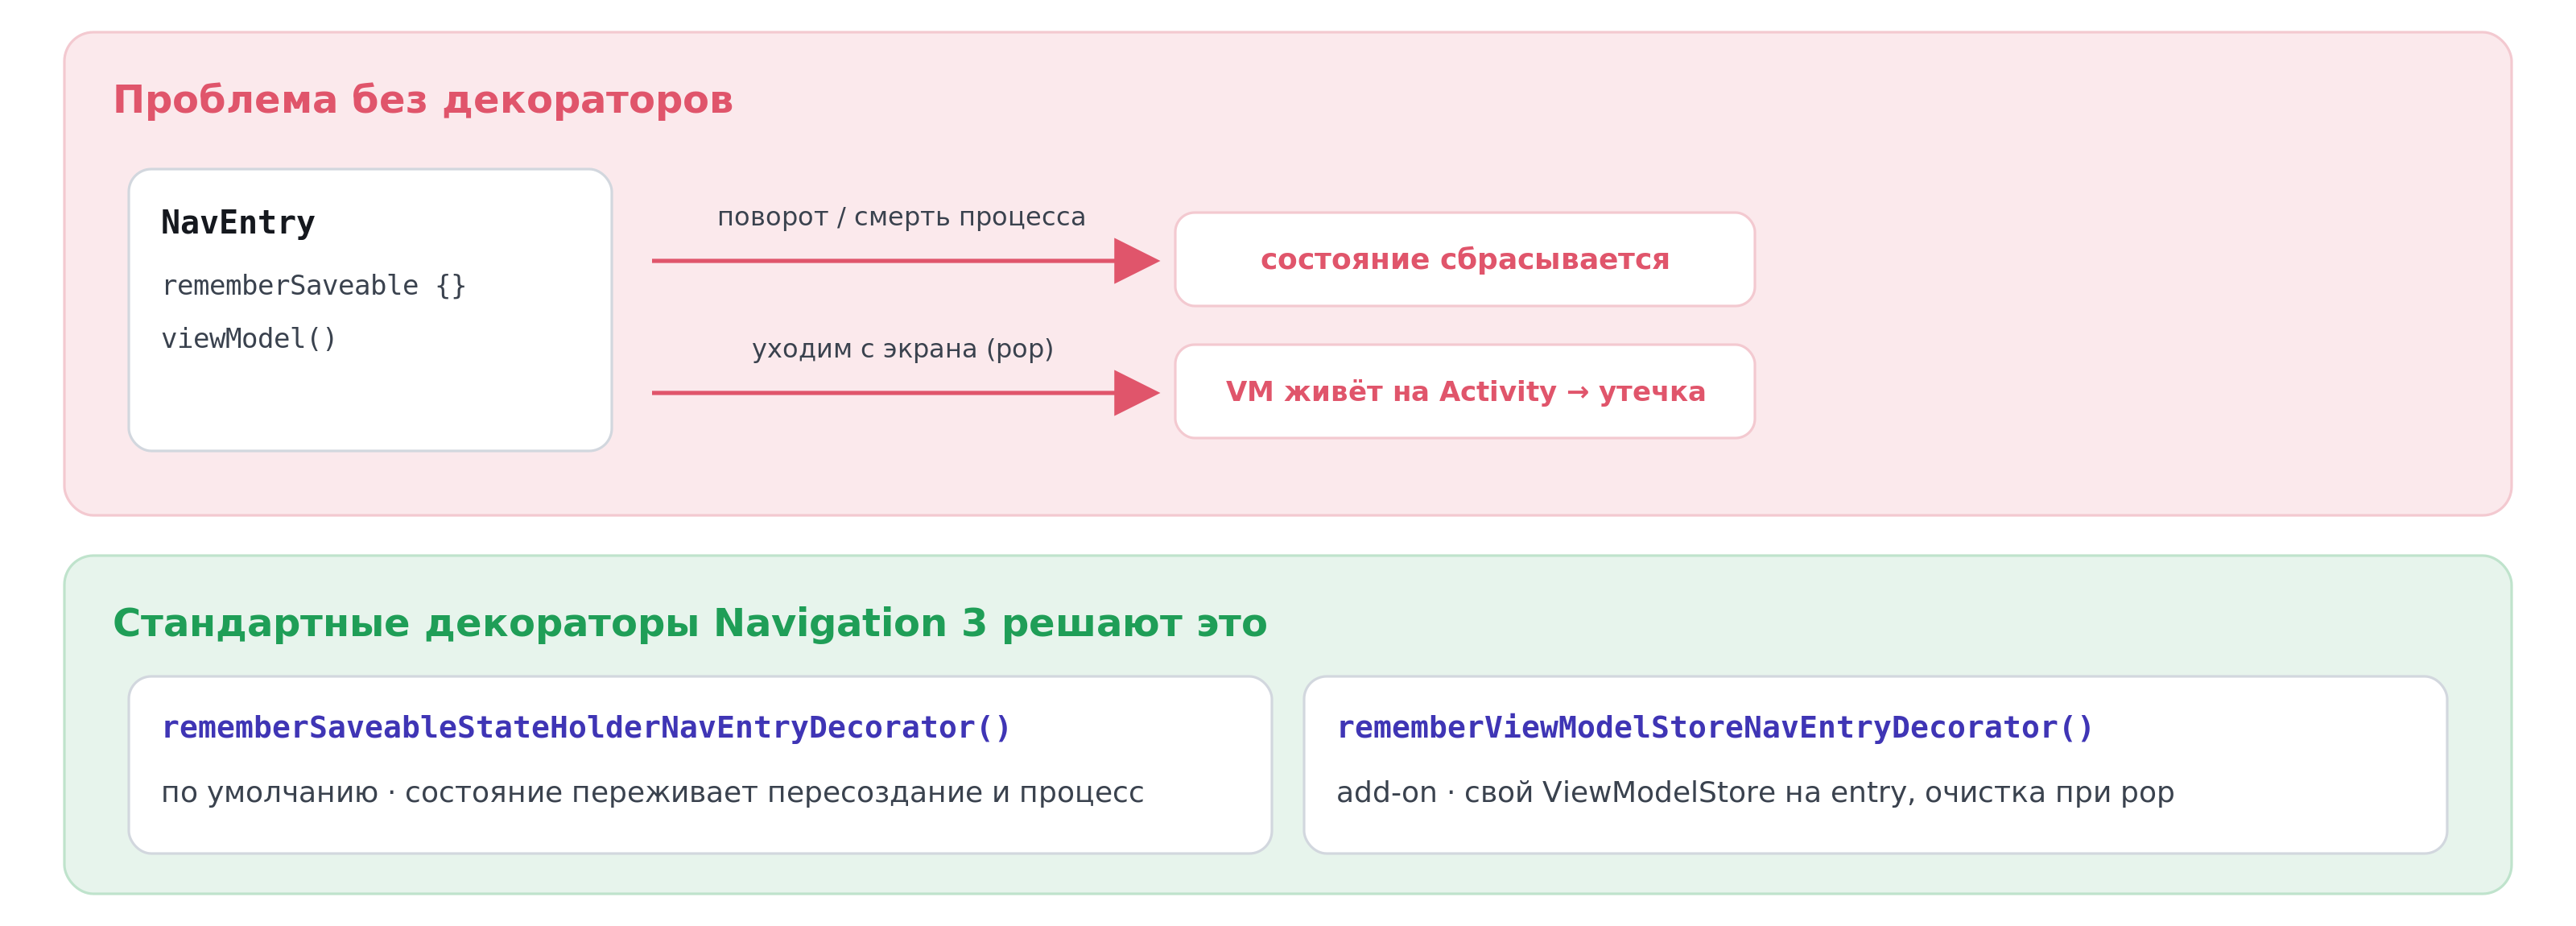 Проблема без декораторов
NavEntry
rememberSaveable {}
viewModel()
поворот / смерть процесса
состояние сбрасывается
уходим с экрана (pop)
VM живёт на Activity → утечка
Стандартные декораторы Navigation 3 решают это
rememberSaveableStateHolderNavEntryDecorator()
по умолчанию · состояние переживает пересоздание и процесс
rememberViewModelStoreNavEntryDecorator()
add-on · свой ViewModelStore на entry, очистка при pop